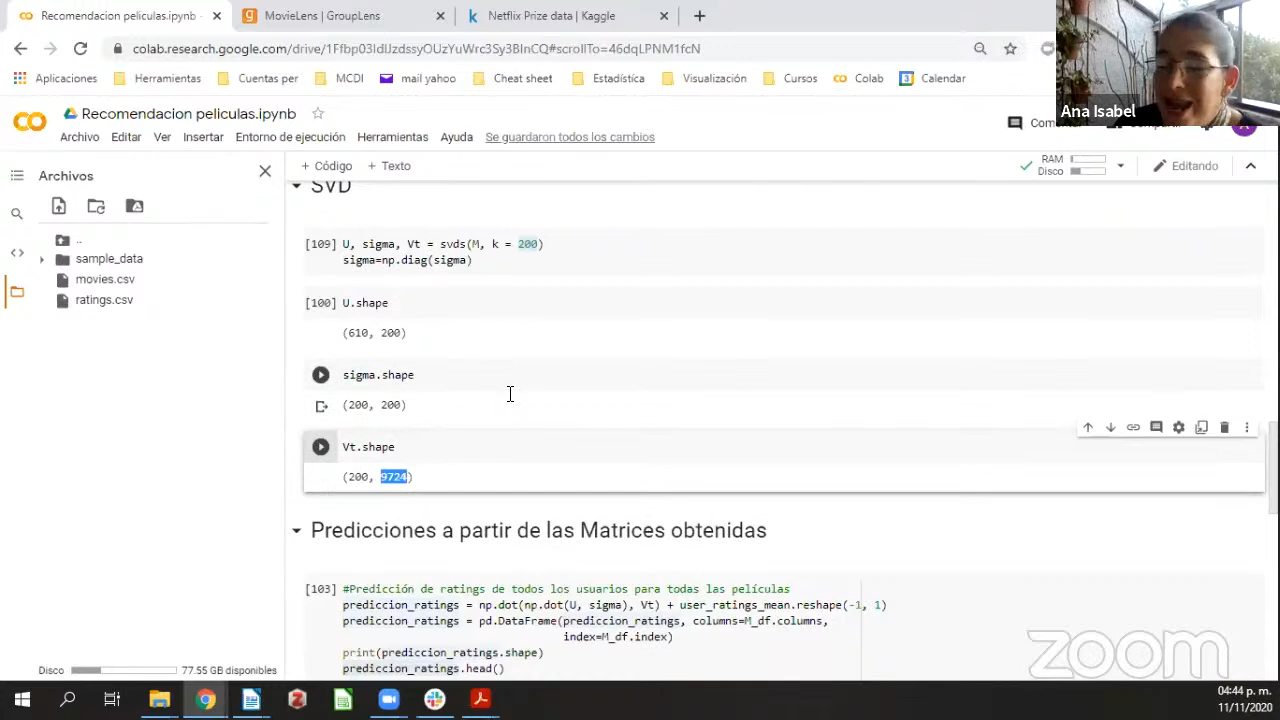 Recomendacion peliculas.ipynb -
MovieLens | GroupLens
Netflix Prize data | Kaggle
colab.research.google.com/drive/1Ffbp03IdIJzdssyOUzYuWrc3Sy3BInCQ#scrollTo=46dqLPNM1fcN
Aplicaciones
Herramientas
Cuentas per
MCDI
mail yahoo
Cheat sheet
Estadística
Visualización
Cursos
Colab
Calendar
Ana Isabel
Recomendacion peliculas.ipynb
Archivo Editar Ver Insertar Entorno de ejecución Herramientas Ayuda Se guardaron todos los cambios
Archivos
+ Código + Texto
RAM
Disco
Editando
..
sample_data
movies.csv
ratings.csv
SVD
[109] U, sigma, Vt = svds(M, k = 200)
sigma=np.diag(sigma)
[100] U.shape
(610, 200)
sigma.shape
(200, 200)
Vt.shape
(200, 9724)
Predicciones a partir de las Matrices obtenidas
[103] #Predicción de ratings de todos los usuarios para todas las películas
prediccion_ratings = np.dot(np.dot(U, sigma), Vt) + user_ratings_mean.reshape(-1, 1)
prediccion_ratings = pd.DataFrame(prediccion_ratings, columns=M_df.columns,
index=M_df.index)
print(prediccion_ratings.shape)
prediccion_ratings.head()
Disco 77.55 GB disponibles
zoom
04:44 p. m.
11/11/2020